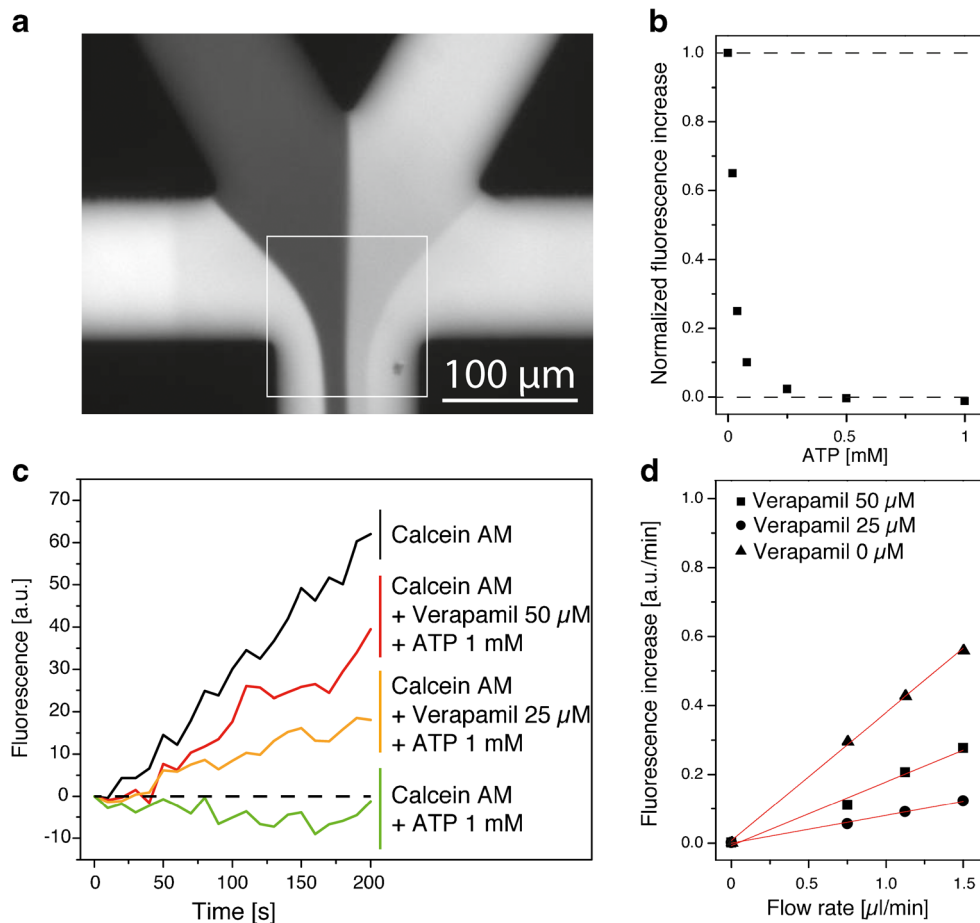 a
100 µm
b
Normalized fluorescence increase
1.0
0.8
0.6
0.4
0.2
0.0
0
0.5
1
ATP [mM]
c
Fluorescence [a.u.]
70
60
50
40
30
20
10
0
-10
0
50
100
150
200
Time [s]
Calcein AM
Calcein AM
+ Verapamil 50 µM
+ ATP 1 mM
Calcein AM
+ Verapamil 25 µM
+ ATP 1 mM
Calcein AM
+ ATP 1 mM
d
Fluorescence increase [a.u./min]
1.0
0.8
0.6
0.4
0.2
0.0
Verapamil 50 µM
Verapamil 25 µM
Verapamil 0 µM
0
0.5
1.0
1.5
Flow rate [µl/min]